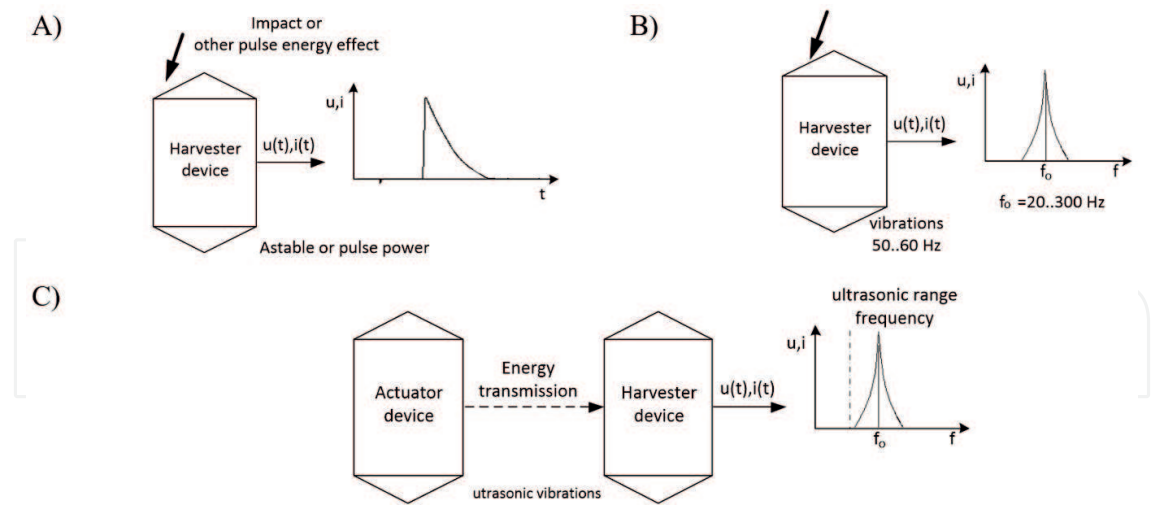 A)
Impact or
other pulse energy effect
Harvester
device
u(t),i(t)
u,i
t
Astable or pulse power
B)
Harvester
device
u(t),i(t)
u,i
fo
f
fo =20..300 Hz
vibrations
50..60 Hz
C)
Actuator
device
Energy
transmission
utrasonic vibrations
Harvester
device
u(t),i(t)
ultrasonic range
frequency
u,i
fo
f